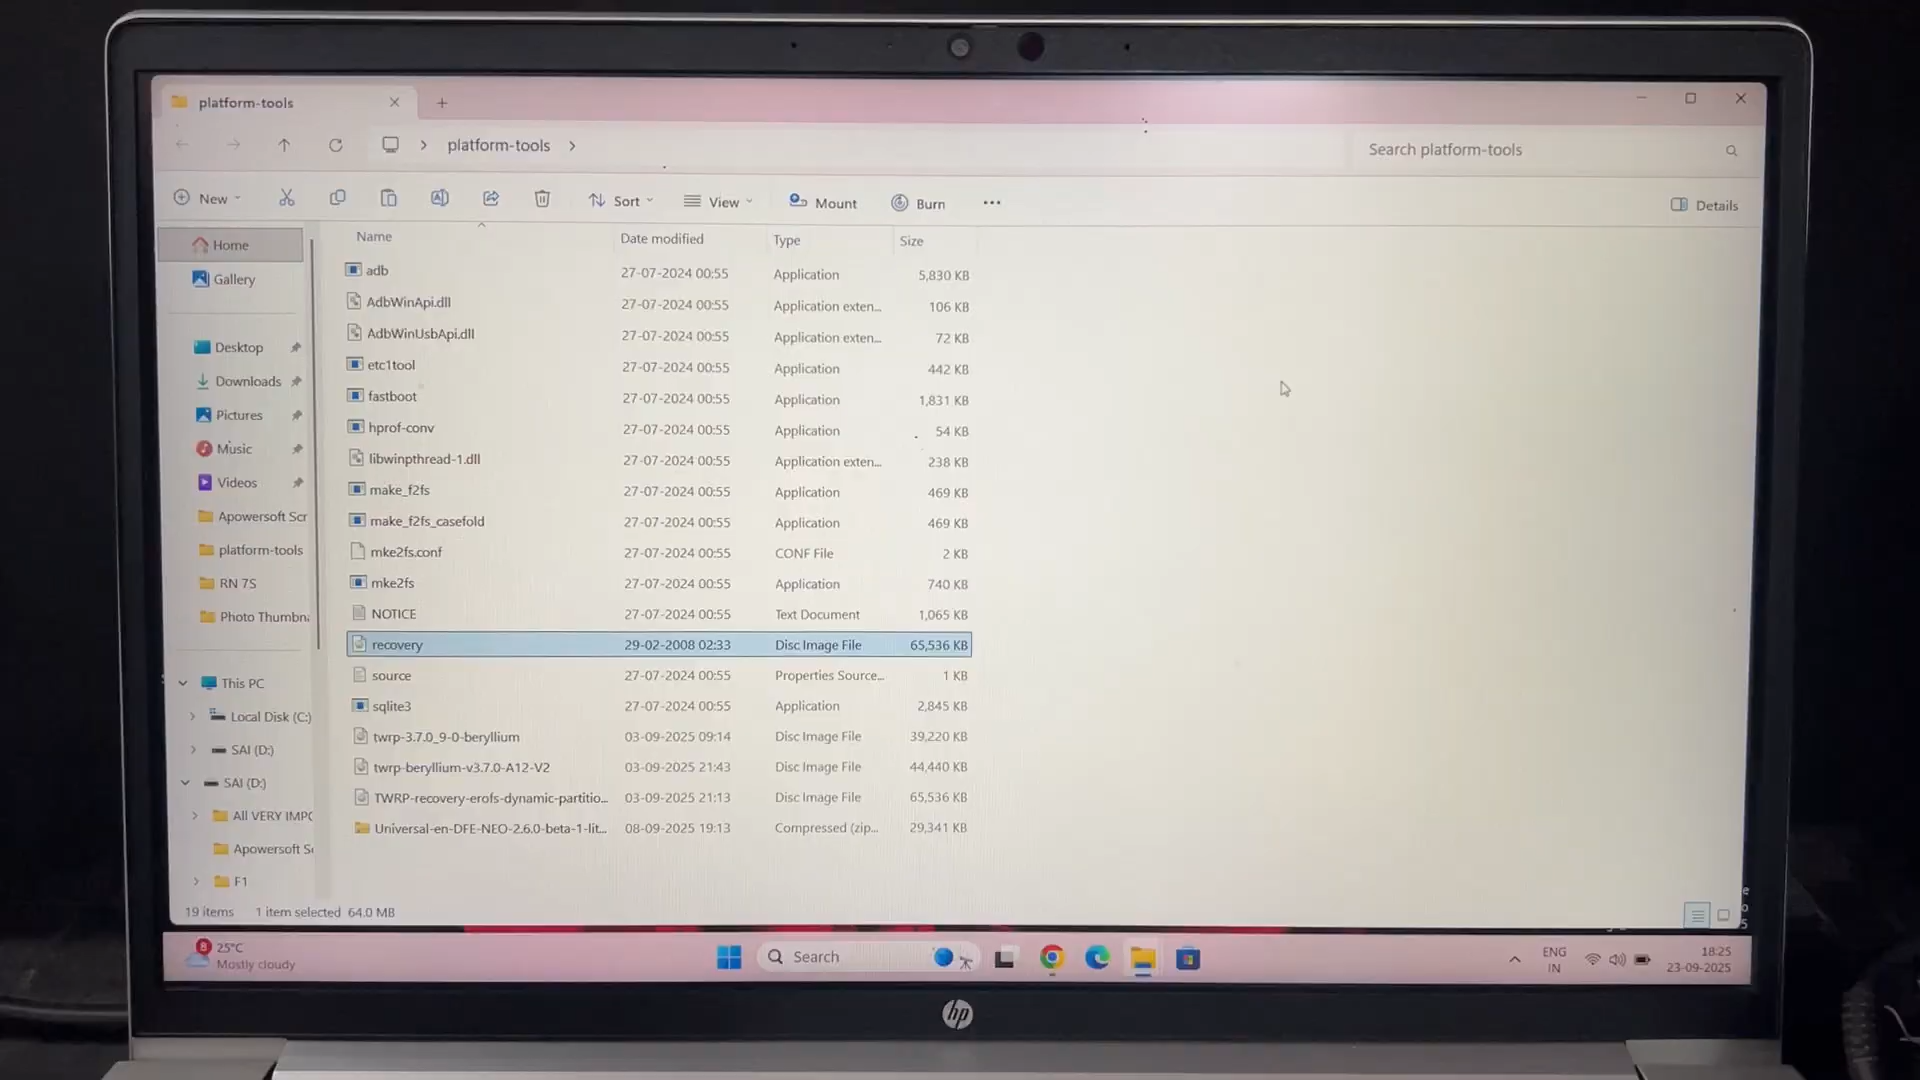 platform-tools
platform-tools
Search platform-tools
New
Sort
View
Mount
Burn
Details
Name Date modified Type Size
Home
Gallery
Desktop
Downloads
Pictures
Music
Videos
Apowersoft Scr
platform-tools
RN 7S
Photo Thumbna
This PC
Local Disk (C:)
SAI (D:)
SAI (D:)
All VERY IMPO
Apowersoft Sc
F1
adb 27-07-2024 00:55 Application 5,830 KB
AdbWinApi.dll 27-07-2024 00:55 Application exten... 106 KB
AdbWinUsbApi.dll 27-07-2024 00:55 Application exten... 72 KB
etc1tool 27-07-2024 00:55 Application 442 KB
fastboot 27-07-2024 00:55 Application 1,831 KB
hprof-conv 27-07-2024 00:55 Application 54 KB
libwinpthread-1.dll 27-07-2024 00:55 Application exten... 238 KB
make_f2fs 27-07-2024 00:55 Application 469 KB
make_f2fs_casefold 27-07-2024 00:55 Application 469 KB
mke2fs.conf 27-07-2024 00:55 CONF File 2 KB
mke2fs 27-07-2024 00:55 Application 740 KB
NOTICE 27-07-2024 00:55 Text Document 1,065 KB
recovery 29-02-2008 02:33 Disc Image File 65,536 KB
source 27-07-2024 00:55 Properties Source... 1 KB
sqlite3 27-07-2024 00:55 Application 2,845 KB
twrp-3.7.0_9-0-beryllium 03-09-2025 09:14 Disc Image File 39,220 KB
twrp-beryllium-v3.7.0-A12-V2 03-09-2025 21:43 Disc Image File 44,440 KB
TWRP-recovery-erofs-dynamic-partitio... 03-09-2025 21:13 Disc Image File 65,536 KB
Universal-en-DFE-NEO-2.6.0-beta-1-lit... 08-09-2025 19:13 Compressed (zip... 29,341 KB
19 items 1 item selected 64.0 MB
8
25°C
Mostly cloudy
Search
ENG
IN
18:25
23-09-2025
hp